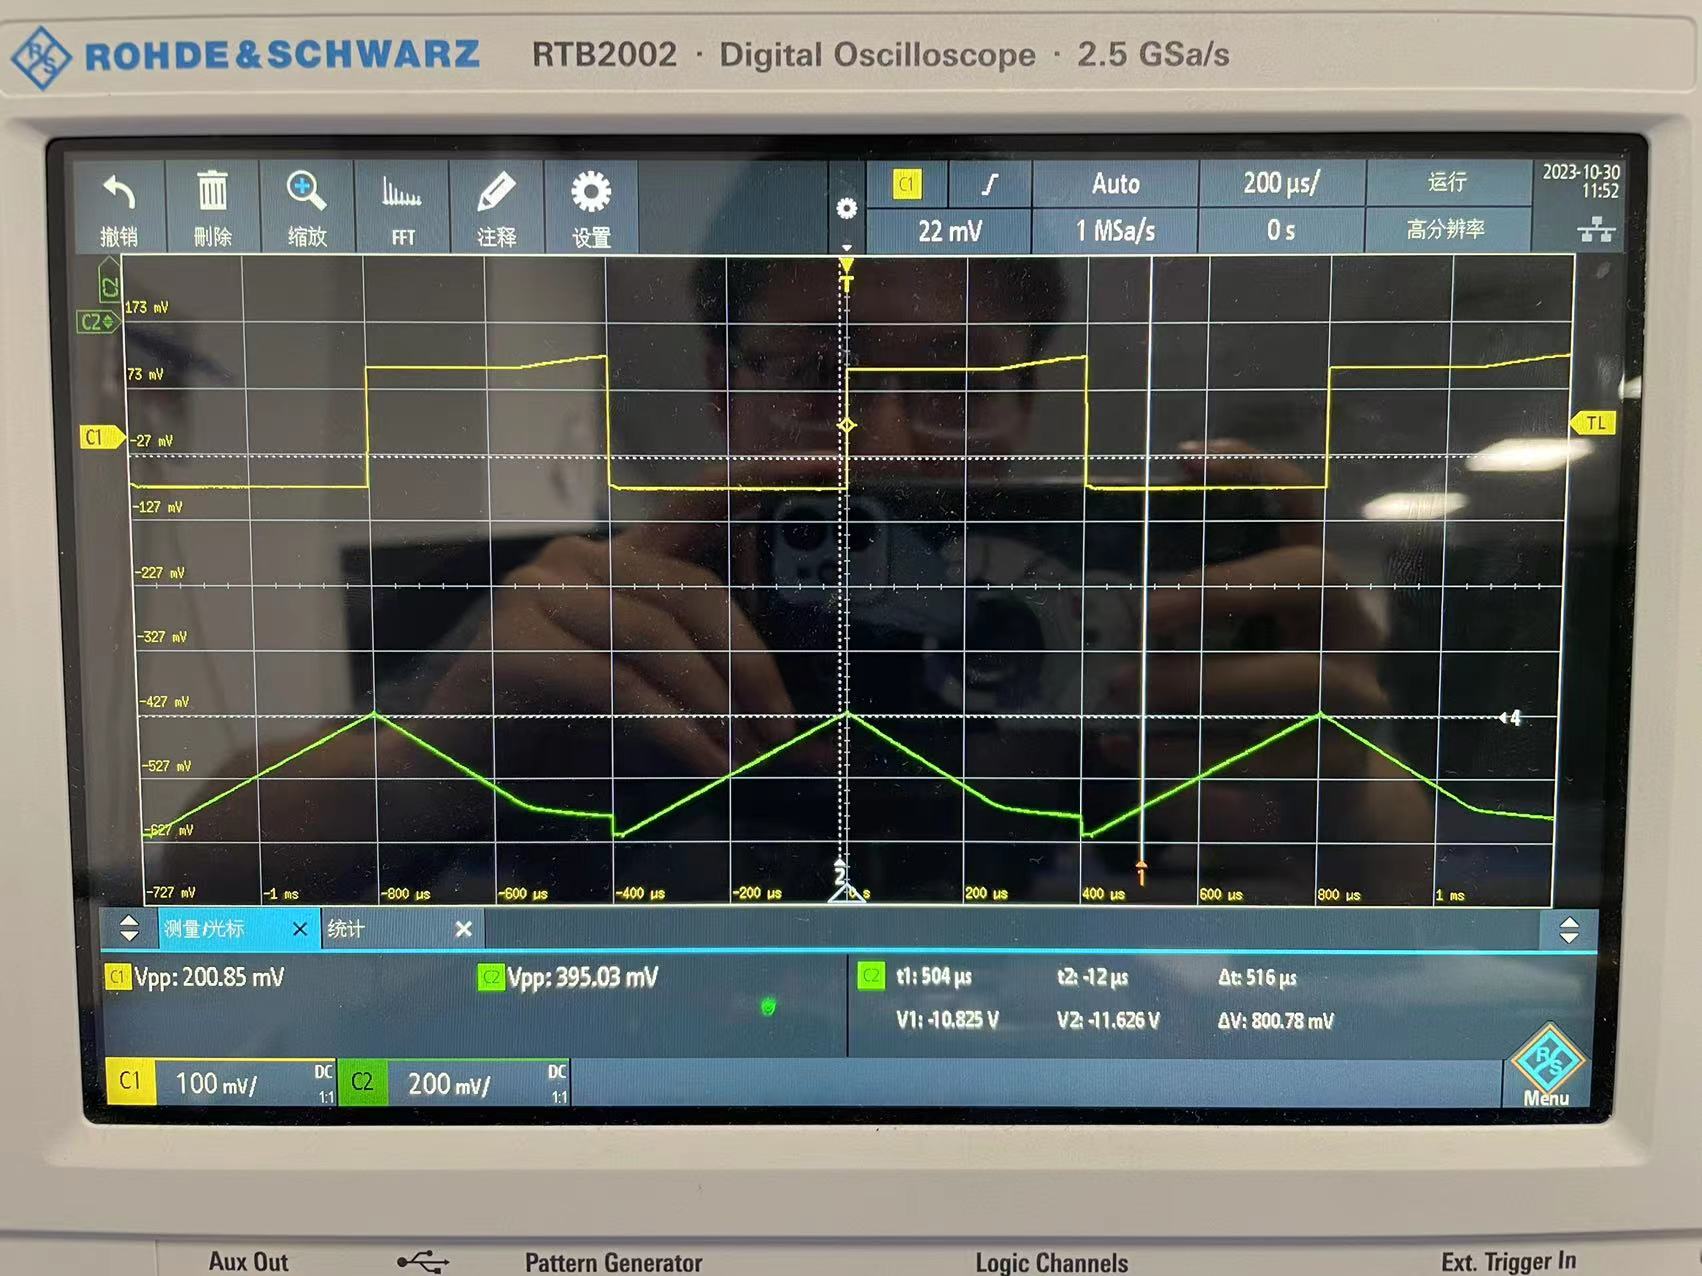 ROHDE&SCHWARZ RTB2002 · Digital Oscilloscope · 2.5 GSa/s
撤销 刪除 缩放 FFT 注释 设置
C1 Auto 200 µs/ 运行 2023-10-30
22 mV 1 MSa/s 0 s 高分辨率 11:52
C2
173 mV
C2
T
73 mV
C1
TL
-27 mV
-127 mV
-227 mV
-327 mV
-427 mV
4
-527 mV
-627 mV
2 1
-727 mV -1 ms -800 µs -600 µs -400 µs -200 µs 0 s 200 µs 400 µs 600 µs 800 µs 1 ms
测量/光标 × 统计 ×
C1 Vpp: 200.85 mV C2 Vpp: 395.03 mV C2 t1: 504 µs t2: -12 µs Δt: 516 µs
V1: -10.825 V V2: -11.626 V ΔV: 800.78 mV
C1 100 mV/ DC 1:1 C2 200 mV/ DC 1:1
R/S
Menu
Aux Out Pattern Generator Logic Channels Ext. Trigger In